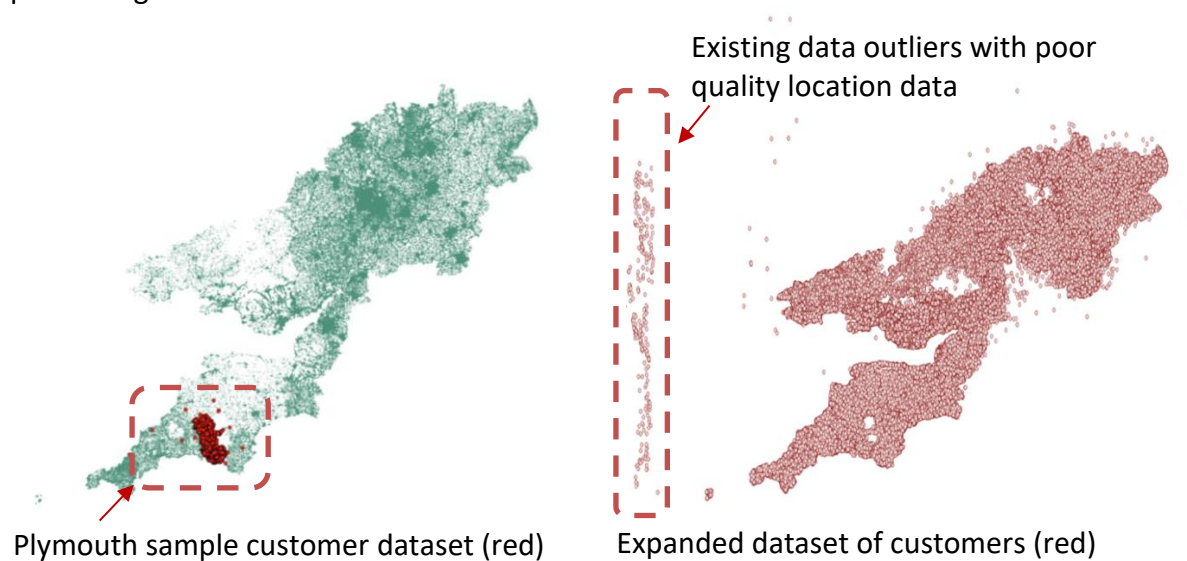 Existing data outliers with poor
quality location data
Plymouth sample customer dataset (red)
Expanded dataset of customers (red)